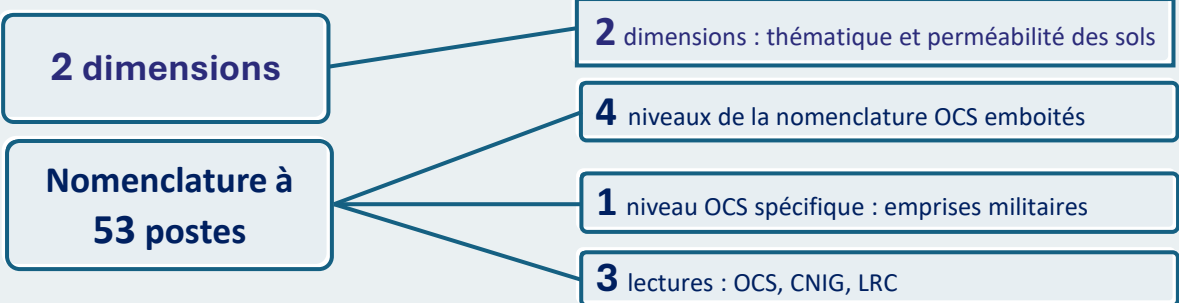 2 dimensions
2 dimensions : thématique et perméabilité des sols
Nomenclature à
53 postes
4 niveaux de la nomenclature OCS emboités
1 niveau OCS spécifique : emprises militaires
3 lectures : OCS, CNIG, LRC